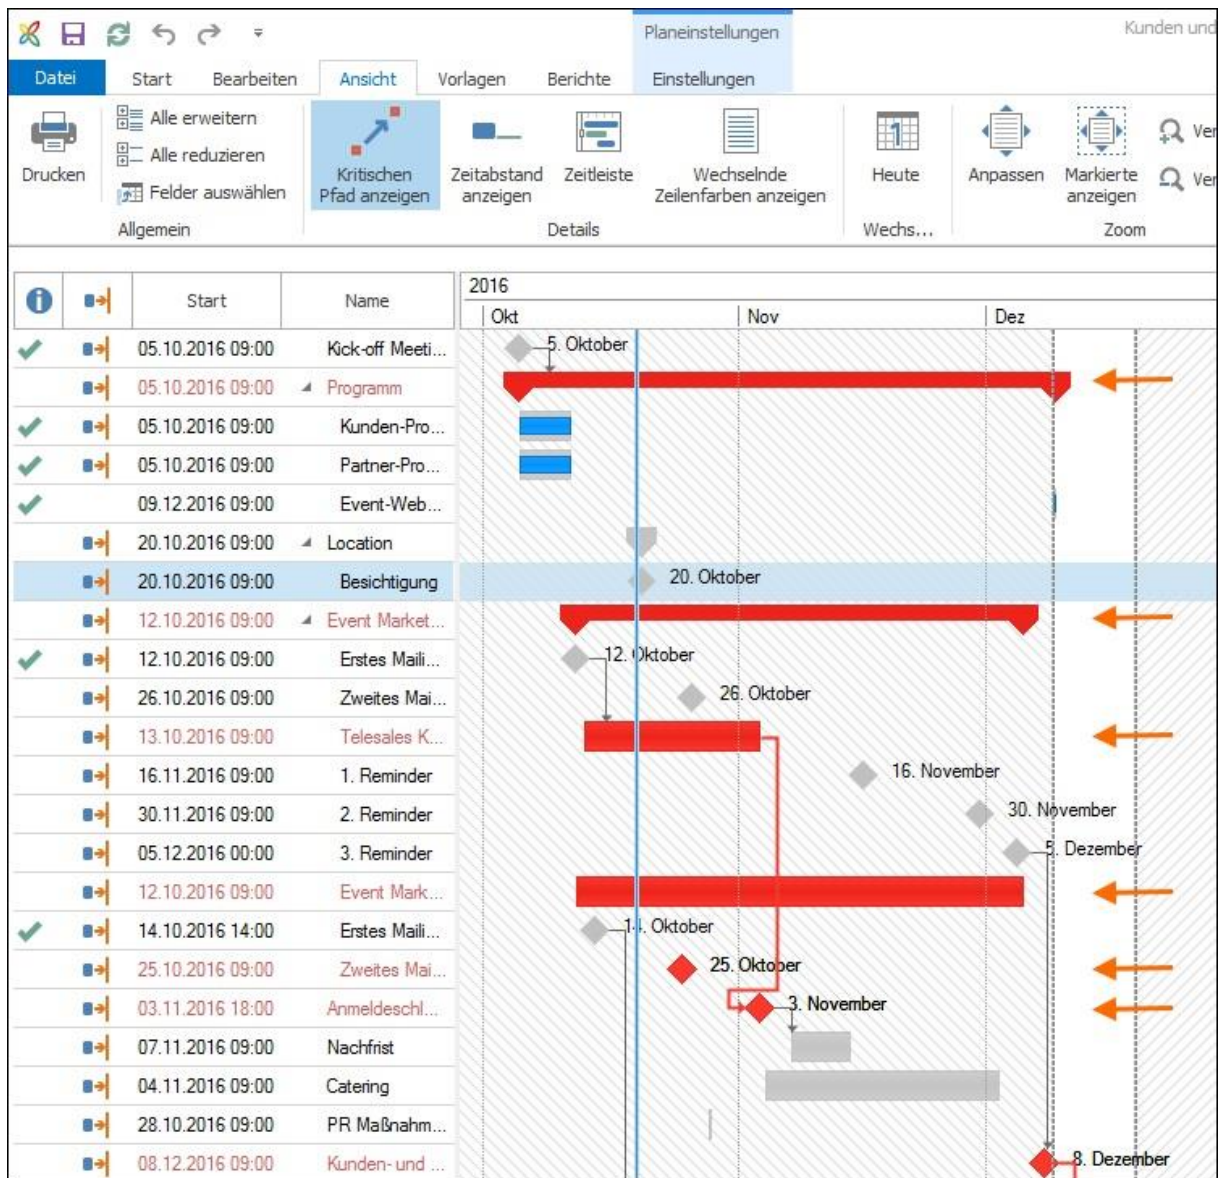 Planeinstellungen
Kunden und
Datei Start Bearbeiten Ansicht Vorlagen Berichte Einstellungen
Alle erweitern
Alle reduzieren
Felder auswählen
Drucken
Kritischen
Pfad anzeigen
Zeitabstand
anzeigen
Zeitleiste
Wechselnde
Zeilenfarben anzeigen
1
Heute
Anpassen
Markierte
anzeigen
Ver
Ver
Allgemein Details Wechs... Zoom
Start Name 2016
Okt Nov Dez
05.10.2016 09:00 Kick-off Meeti... 5. Oktober
05.10.2016 09:00 Programm
05.10.2016 09:00 Kunden-Pro...
05.10.2016 09:00 Partner-Pro...
09.12.2016 09:00 Event-Web...
20.10.2016 09:00 Location
20.10.2016 09:00 Besichtigung 20. Oktober
12.10.2016 09:00 Event Market...
12.10.2016 09:00 Erstes Maili... 12. Oktober
26.10.2016 09:00 Zweites Mai... 26. Oktober
13.10.2016 09:00 Telesales K...
16.11.2016 09:00 1. Reminder 16. November
30.11.2016 09:00 2. Reminder 30. November
05.12.2016 00:00 3. Reminder 5. Dezember
12.10.2016 09:00 Event Mark...
14.10.2016 14:00 Erstes Maili... 14. Oktober
25.10.2016 09:00 Zweites Mai... 25. Oktober
03.11.2016 18:00 Anmeldeschl... 3. November
07.11.2016 09:00 Nachfrist
04.11.2016 09:00 Catering
28.10.2016 09:00 PR Maßnahm...
08.12.2016 09:00 Kunden- und ... 8. Dezember